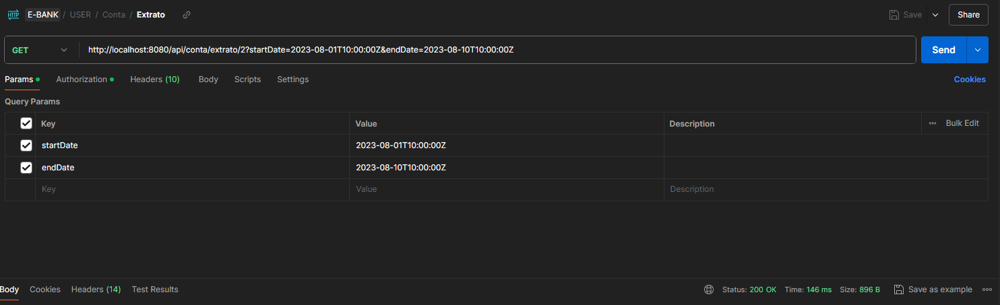 HTTP E-BANK / USER / Conta / Extrato Save Share
GET http://localhost:8080/api/conta/extrato/2?startDate=2023-08-01T10:00:00Z&endDate=2023-08-10T10:00:00Z Send
Params Authorization Headers (10) Body Scripts Settings Cookies
Query Params
Key Value Description Bulk Edit
startDate 2023-08-01T10:00:00Z
endDate 2023-08-10T10:00:00Z
Key Value Description
Body Cookies Headers (14) Test Results Status: 200 OK Time: 146 ms Size: 896 B Save as example